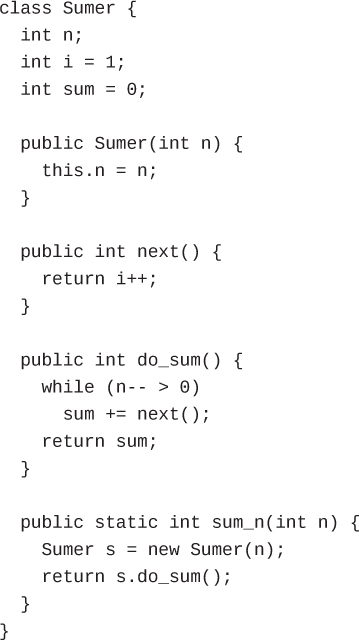 class Sumer {
  int n;
  int i = 1;
  int sum = 0;

  public Sumer(int n) {
    this.n = n;
  }

  public int next() {
    return i++;
  }

  public int do_sum() {
    while (n-- > 0)
      sum += next();
    return sum;
  }

  public static int sum_n(int n) {
    Sumer s = new Sumer(n);
    return s.do_sum();
  }
}